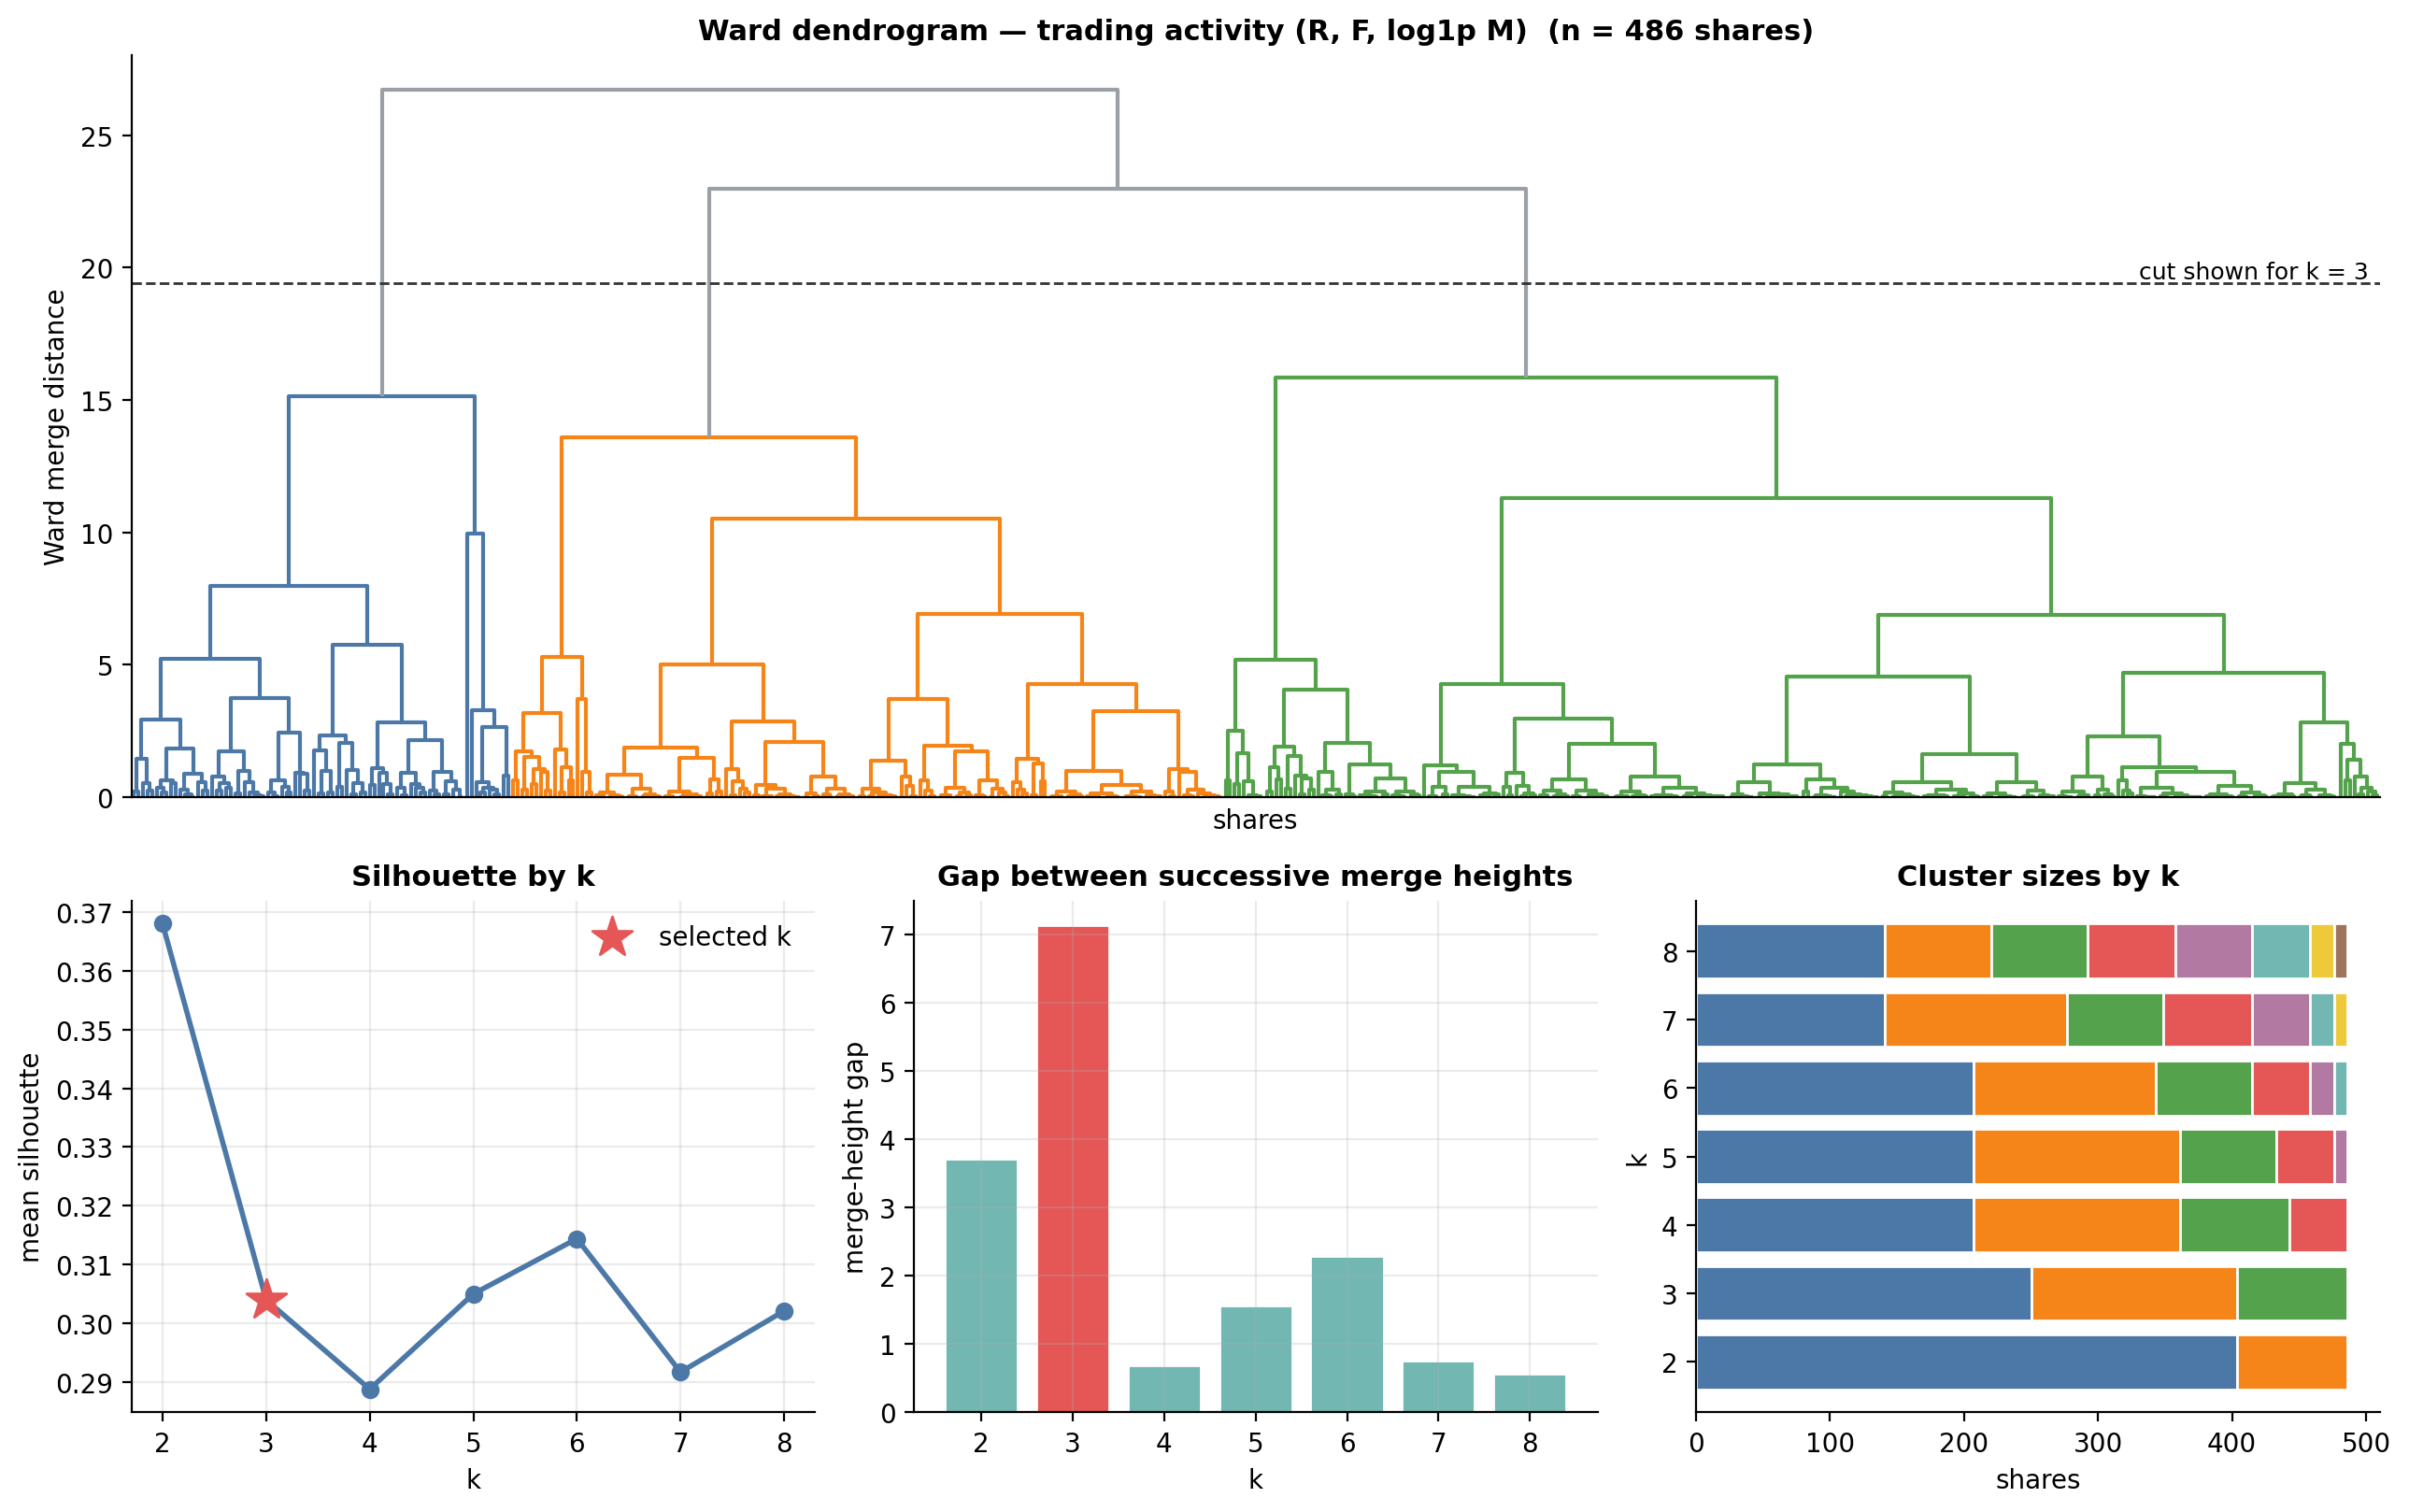 Ward dendrogram — trading activity (R, F, log1p M)  (n = 486 shares)
Ward merge distance
25
20
15
10
5
0
cut shown for k = 3
shares
Silhouette by k
mean silhouette
0.37
0.36
0.35
0.34
0.33
0.32
0.31
0.30
0.29
selected k
2 3 4 5 6 7 8
k
Gap between successive merge heights
merge-height gap
7
6
5
4
3
2
1
0
2 3 4 5 6 7 8
k
Cluster sizes by k
k
8
7
6
5
4
3
2
0 100 200 300 400 500
shares